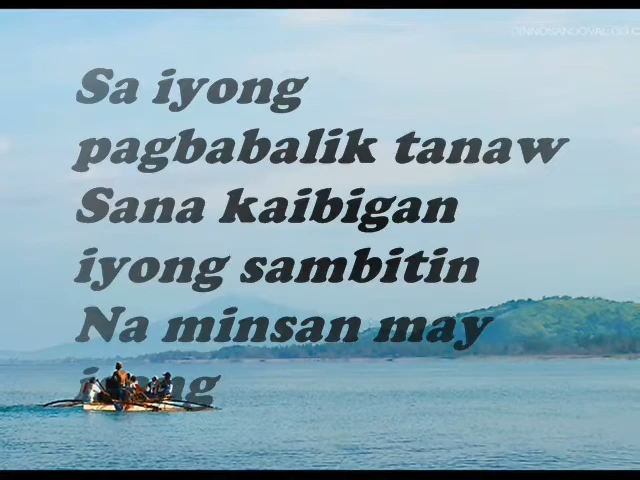 Sa iyong
pagbabalik tanaw
Sana kaibigan
iyong sambitin
Na minsan may